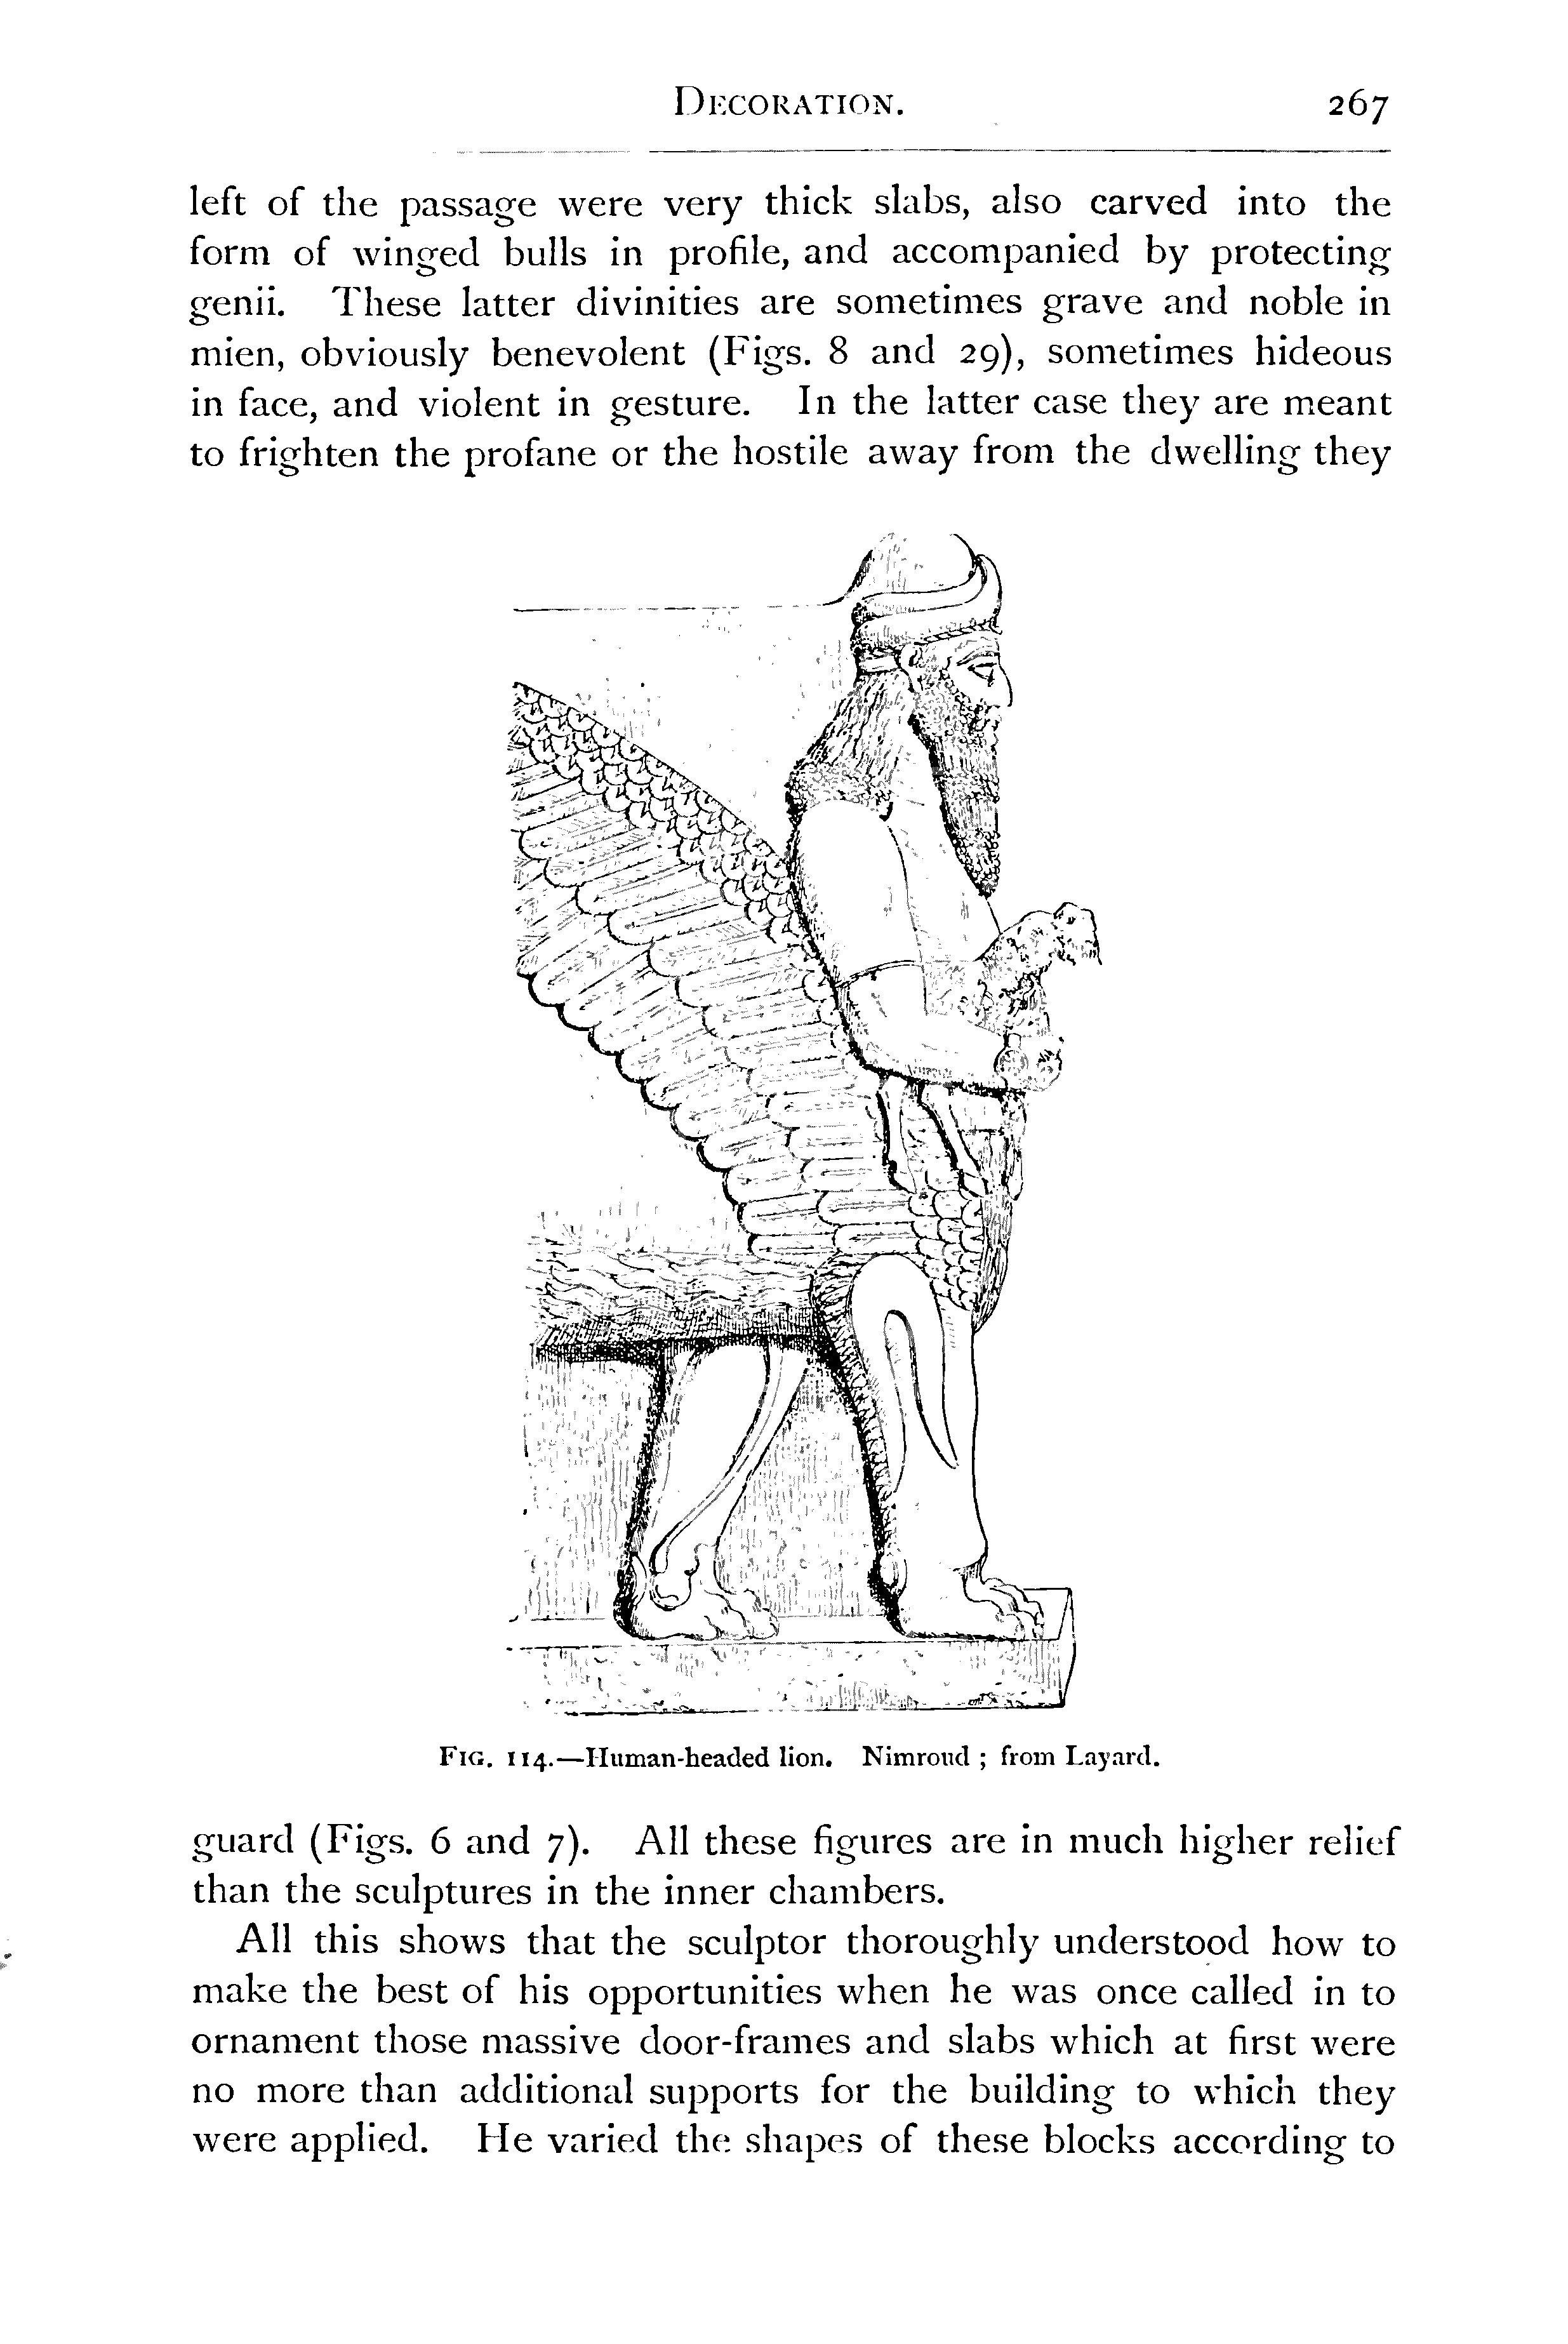 DECORATION. 267
left of the passage were very thick slabs, also carved into the
form of winged bulls in profile, and accompanied by protecting
genii. These latter divinities are sometimes grave and noble in
mien, obviously benevolent (Figs. 8 and 29), sometimes hideous
in face, and violent in gesture. In the latter case they are meant
to frighten the profane or the hostile away from the dwelling they
FIG. 114.—Human-headed lion. Nimroud ; from Layard.
guard (Figs. 6 and 7). All these figures are in much higher relief
than the sculptures in the inner chambers.
All this shows that the sculptor thoroughly understood how to
make the best of his opportunities when he was once called in to
ornament those massive door-frames and slabs which at first were
no more than additional supports for the building to which they
were applied. He varied the shapes of these blocks according to